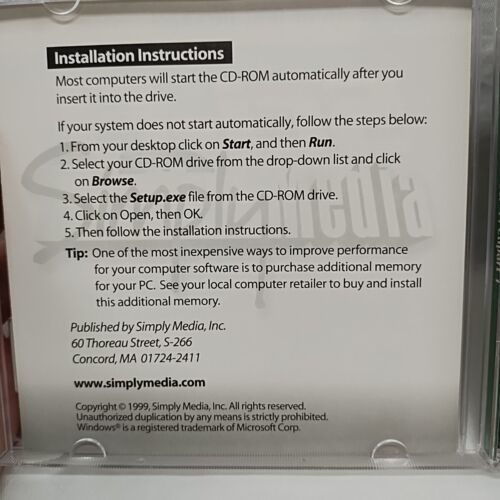 Installation Instructions
Most computers will start the CD-ROM automatically after you
insert it into the drive.
If your system does not start automatically, follow the steps below:
1. From your desktop click on Start, and then Run.
2. Select your CD-ROM drive from the drop-down list and click
on Browse.
3. Select the Setup.exe file from the CD-ROM drive.
4. Click on Open, then OK.
5. Then follow the installation instructions.
Tip: One of the most inexpensive ways to improve performance
for your computer software is to purchase additional memory
for your PC. See your local computer retailer to buy and install
this additional memory.
Published by Simply Media, Inc.
60 Thoreau Street, S-266
Concord, MA 01724-2411
www.simplymedia.com
Copyright © 1999, Simply Media, Inc. All rights reserved.
Unauthorized duplication by any means is strictly prohibited.
Windows® is a registered trademark of Microsoft Corp.
Simplymedia